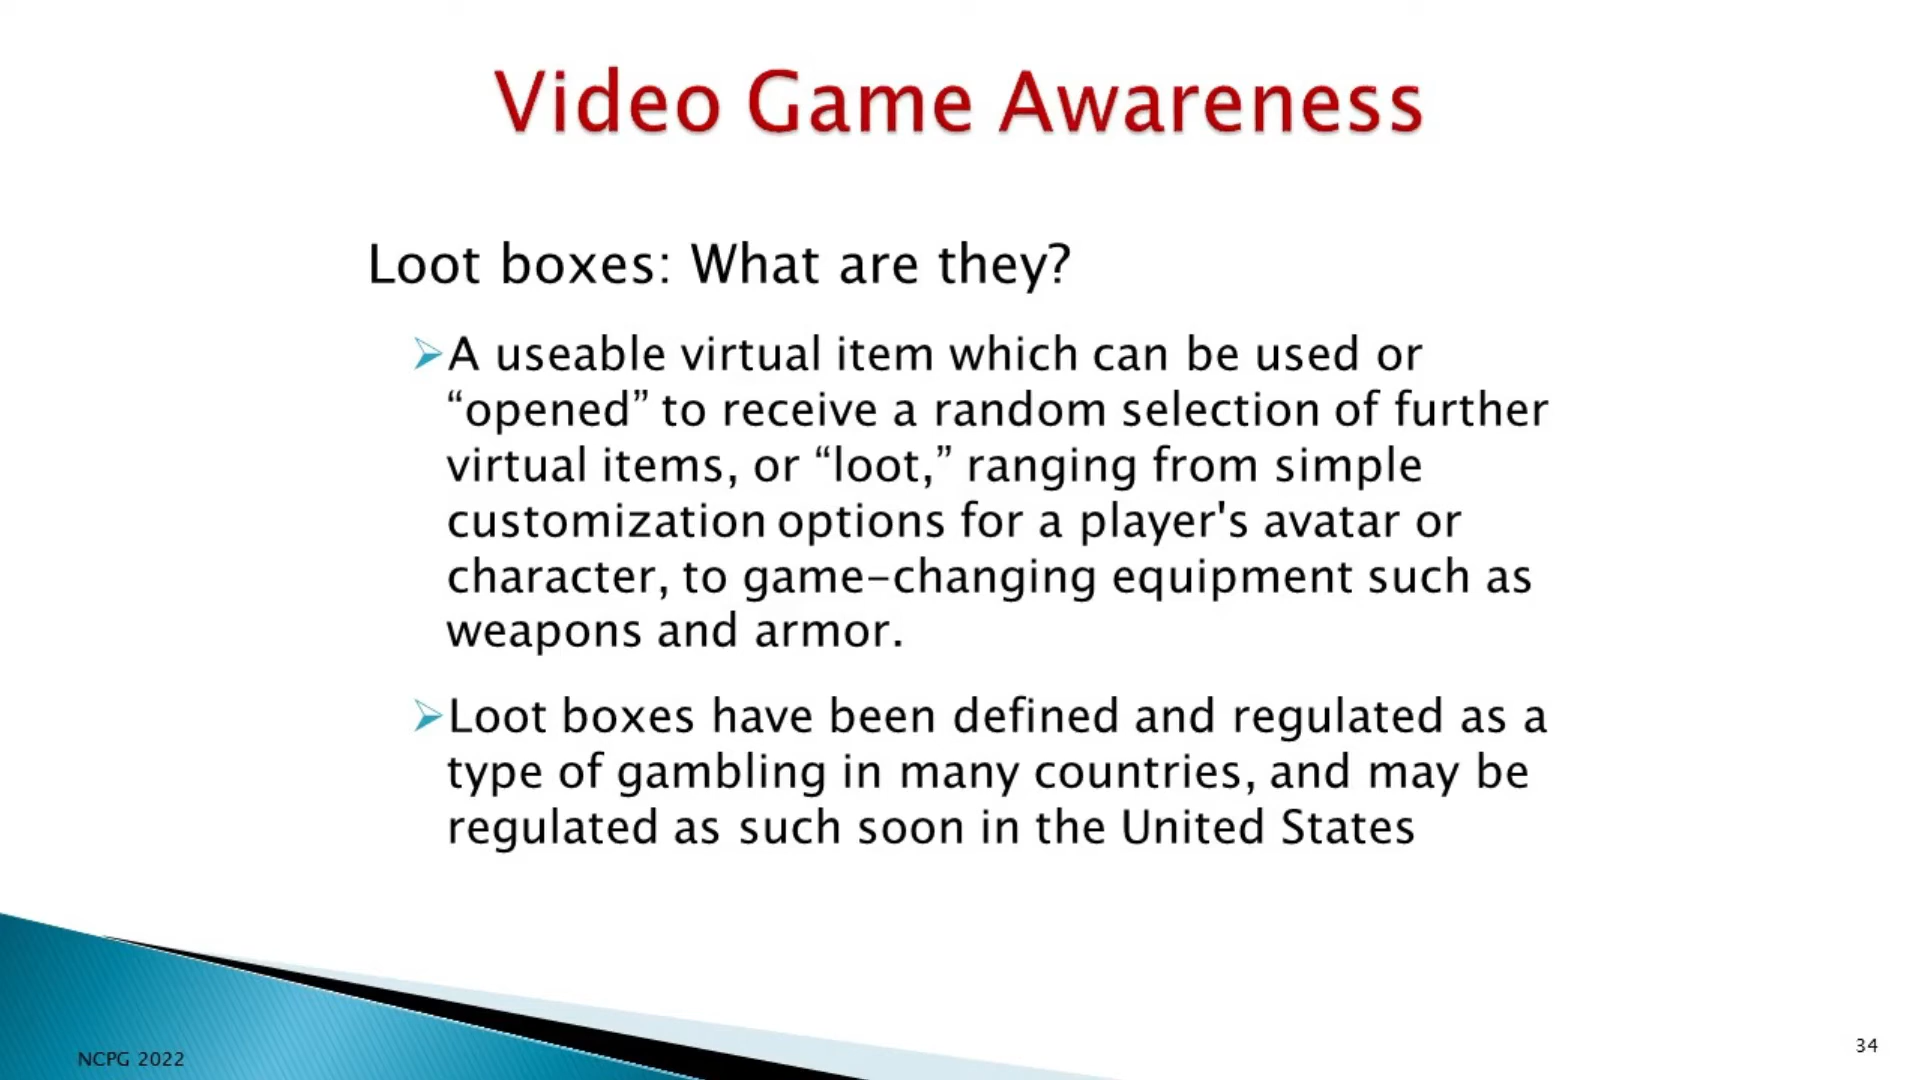 Video Game Awareness
Loot boxes: What are they?
➢A useable virtual item which can be used or
“opened” to receive a random selection of further
virtual items, or “loot,” ranging from simple
customization options for a player's avatar or
character, to game-changing equipment such as
weapons and armor.
➢Loot boxes have been defined and regulated as a
type of gambling in many countries, and may be
regulated as such soon in the United States
NCPG 2022
34